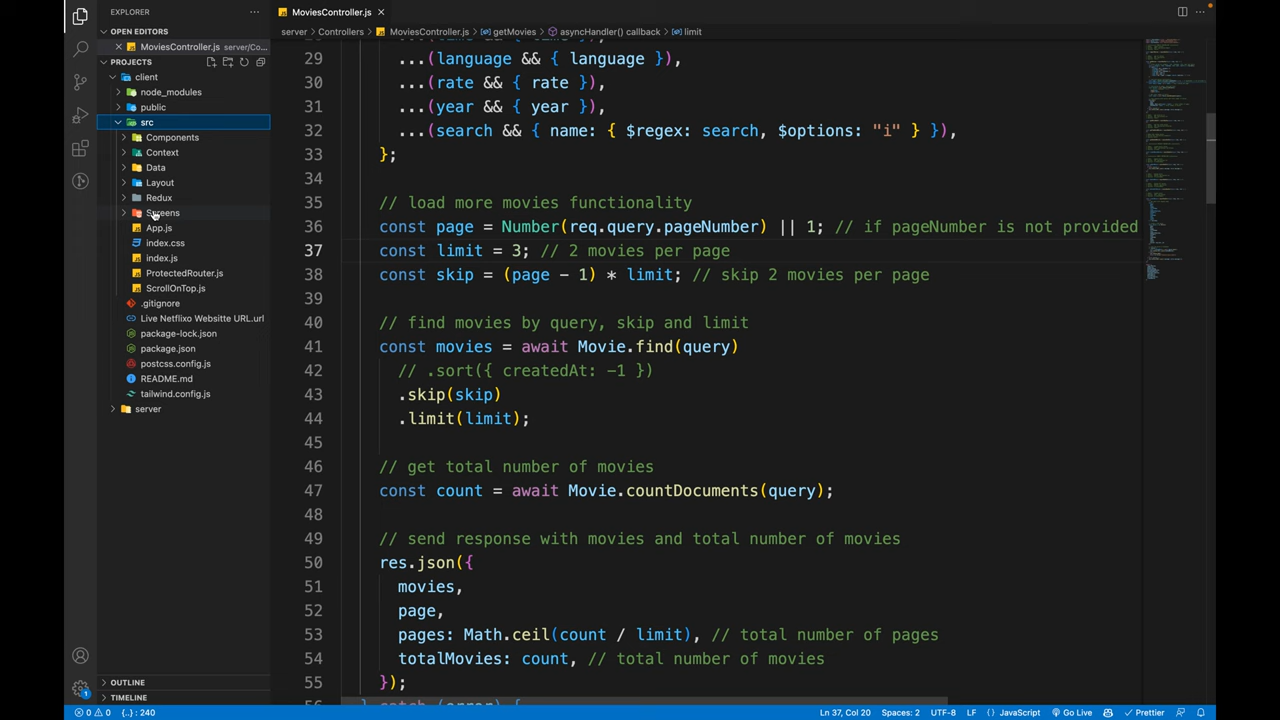 EXPLORER
MoviesController.js
OPEN EDITORS
server > Controllers > MoviesController.js > getMovies > asyncHandler() callback > limit
MoviesController.js server/Co...
PROJECTS
client
node_modules
public
src
Components
Context
Data
Layout
Redux
Screens
App.js
index.css
index.js
ProtectedRouter.js
ScrollOnTop.js
.gitignore
Live Netflixo Website URL.url
package-lock.json
package.json
postcss.config.js
README.md
tailwind.config.js
server
OUTLINE
TIMELINE
29 ...(language && { language }),
30 ...(rate && { rate }),
31 ...(year && { year }),
32 ...(search && { name: { $regex: search, $options: "i" } }),
33 };
34
35 // load more movies functionality
36 const page = Number(req.query.pageNumber) || 1; // if pageNumber is not provided
37 const limit = 3; // 2 movies per page
38 const skip = (page - 1) * limit; // skip 2 movies per page
39
40 // find movies by query, skip and limit
41 const movies = await Movie.find(query)
42 // .sort({ createdAt: -1 })
43 .skip(skip)
44 .limit(limit);
45
46 // get total number of movies
47 const count = await Movie.countDocuments(query);
48
49 // send response with movies and total number of movies
50 res.json({
51 movies,
52 page,
53 pages: Math.ceil(count / limit), // total number of pages
54 totalMovies: count, // total number of movies
55 });
56 } catch (error) {
1
0 0 {..} : 240
Ln 37, Col 20 Spaces: 2 UTF-8 LF {} JavaScript Go Live Prettier